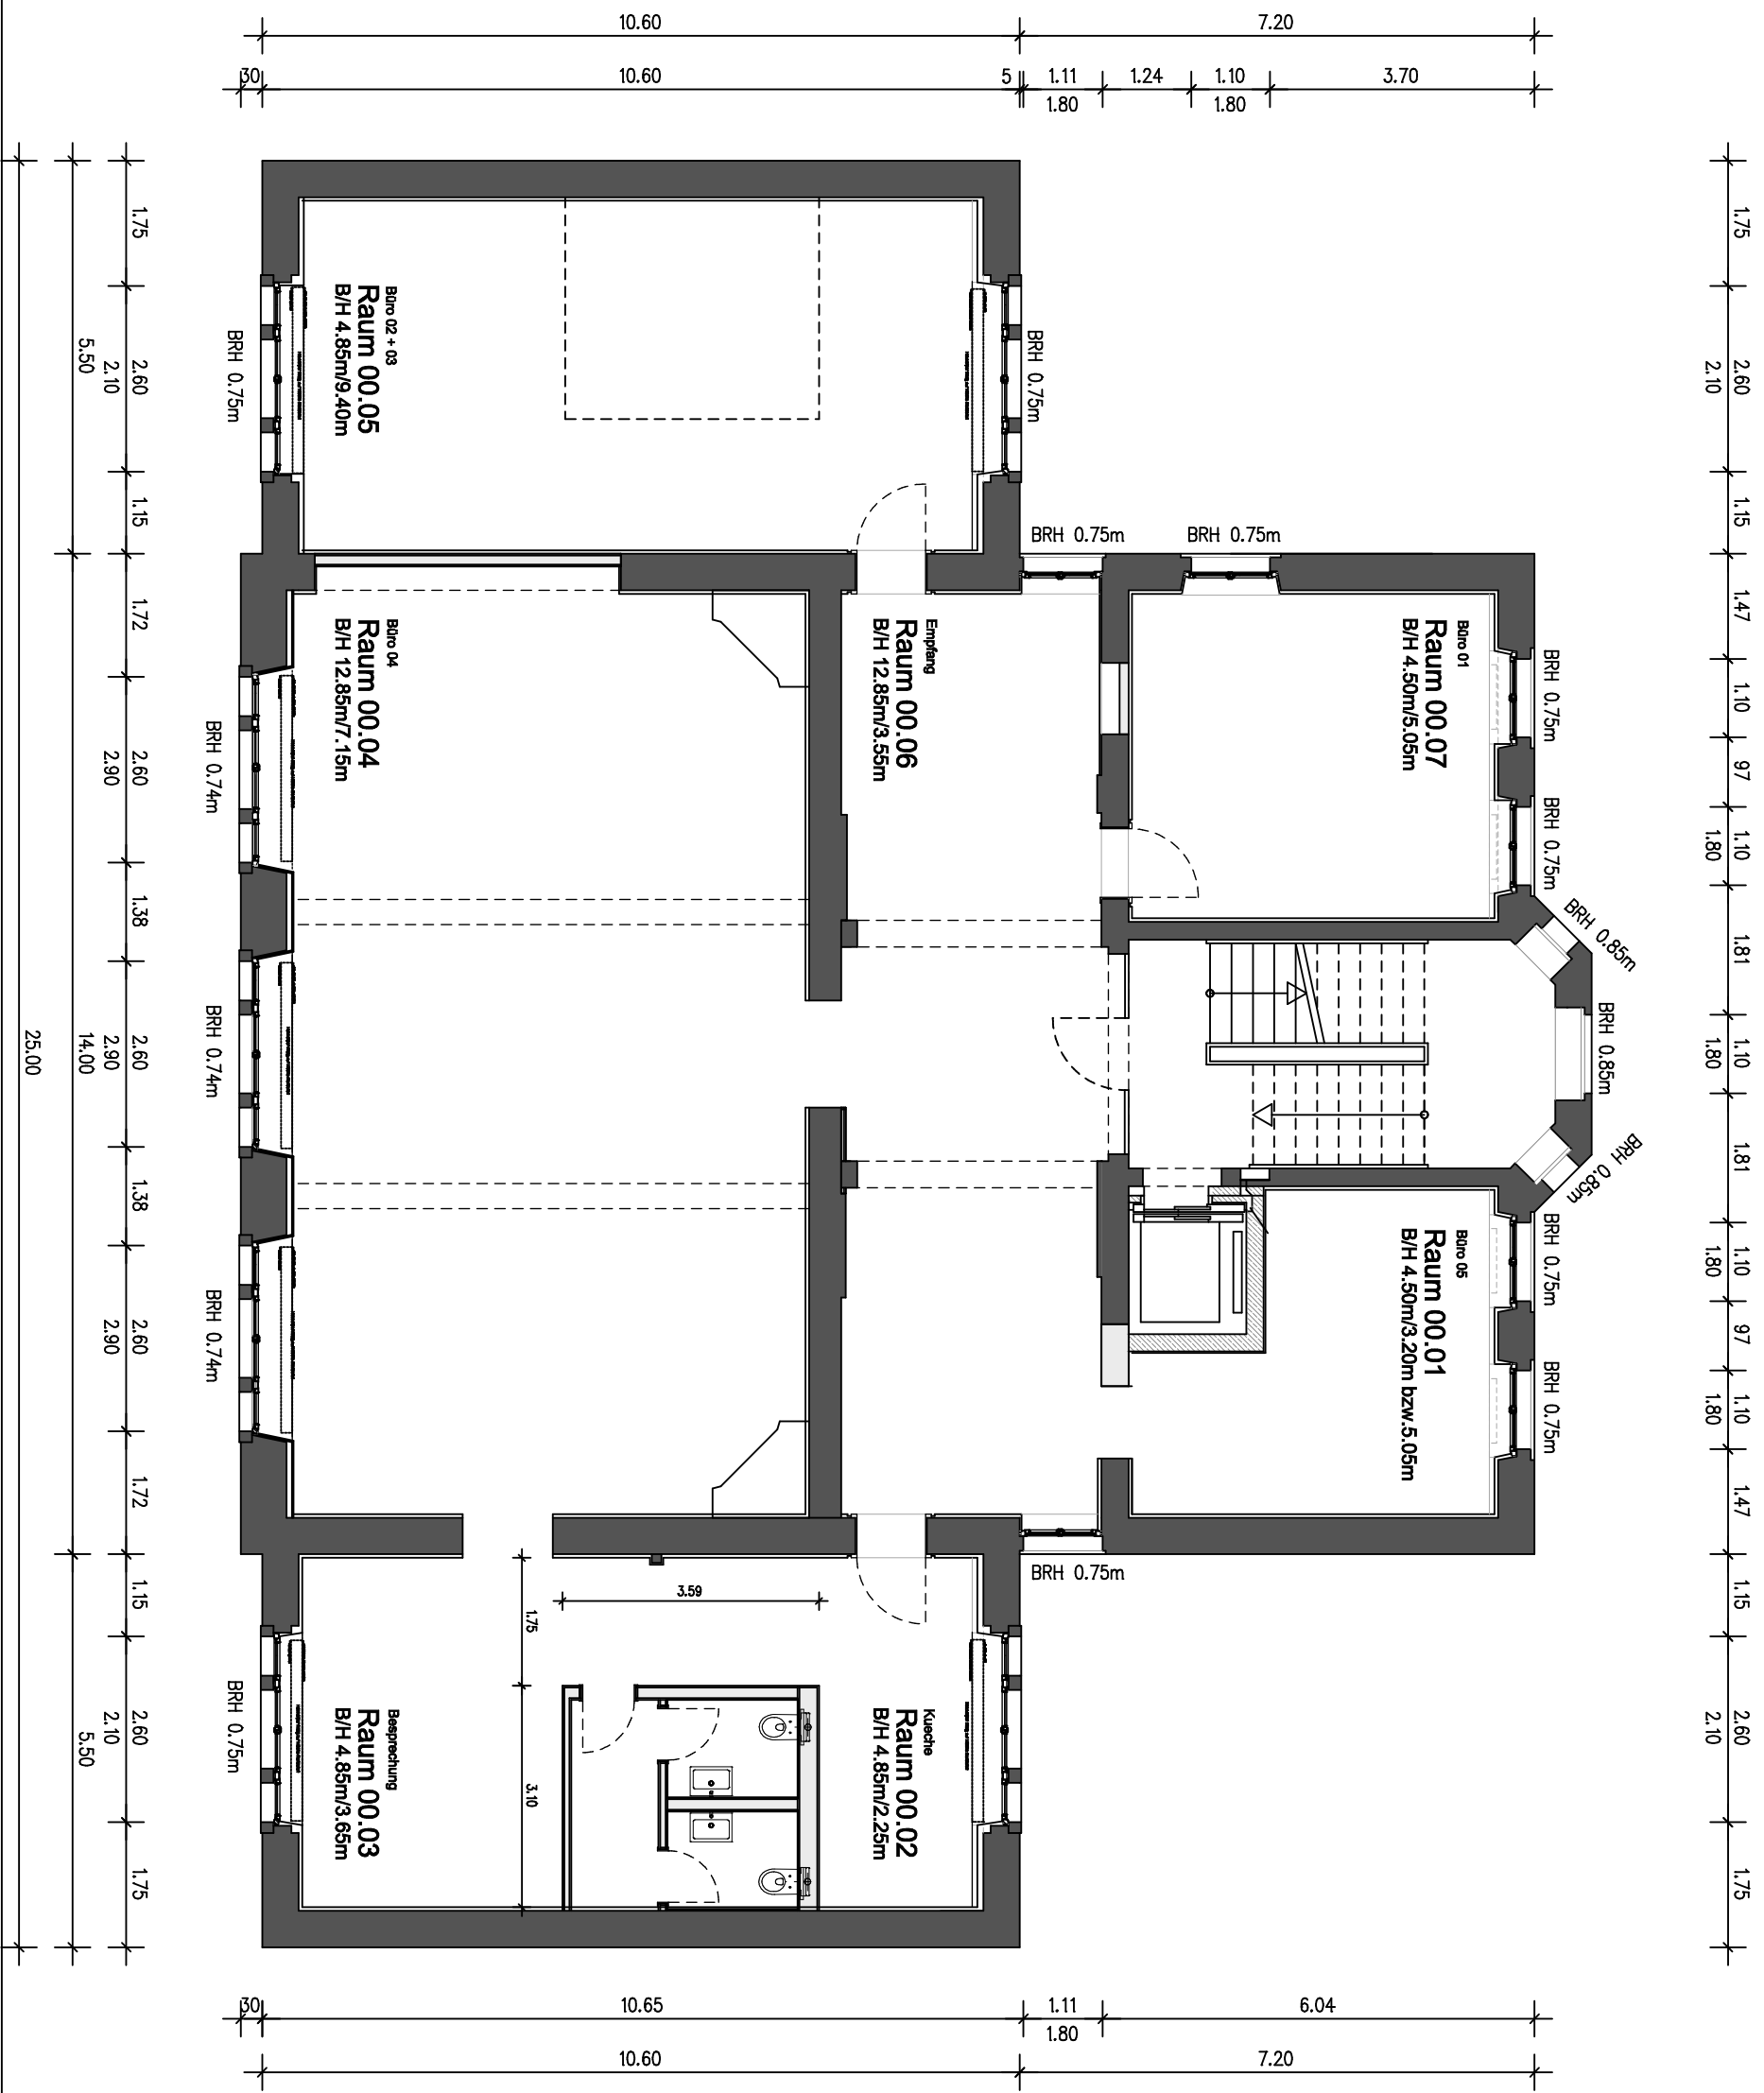 10.60
7.20
30
10.60
5
1.11
1.80
1.24
1.10
1.80
3.70
1.75
2.60
2.10
1.15
1.47
1.10
97
1.10
1.80
1.81
1.10
1.80
1.81
1.10
1.80
97
1.10
1.80
1.47
1.15
2.60
2.10
1.75
BRH 0.75m
BRH 0.75m
BRH 0.75m
BRH 0.75m
BRH 0.75m
BRH 0.75m
BRH 0.85m
BRH 0.85m
BRH 0.85m
BRH 0.75m
BRH 0.75m
BRH 0.75m
Büro 02 + 03
Raum 00.05
B/H 4.85m/9.40m
Büro 04
Raum 00.04
B/H 12.85m/7.15m
Empfang
Raum 00.06
B/H 12.85m/3.55m
Büro 01
Raum 00.07
B/H 4.50m/5.05m
Büro 05
Raum 00.01
B/H 4.50m/3.20m bzw.5.05m
Kueche
Raum 00.02
B/H 4.85m/2.25m
Besprechung
Raum 00.03
B/H 4.85m/3.65m
3.59
1.75
3.10
BRH 0.74m
BRH 0.74m
BRH 0.74m
BRH 0.75m
1.75
2.60
2.10
1.15
1.72
2.60
2.90
1.38
2.60
2.90
1.38
2.60
2.90
1.72
1.15
2.60
2.10
1.75
5.50
14.00
5.50
25.00
30
10.65
1.11
1.80
6.04
10.60
7.20